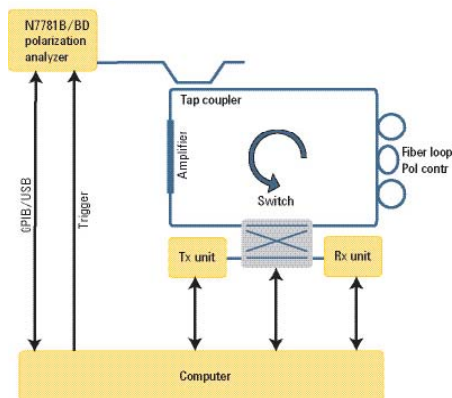 N7781B/BD
polarization
analyzer
Tap coupler
Amplifier
Fiber loop
Pol contr
Switch
GPIB/USB
Trigger
Tx unit
Rx unit
Computer